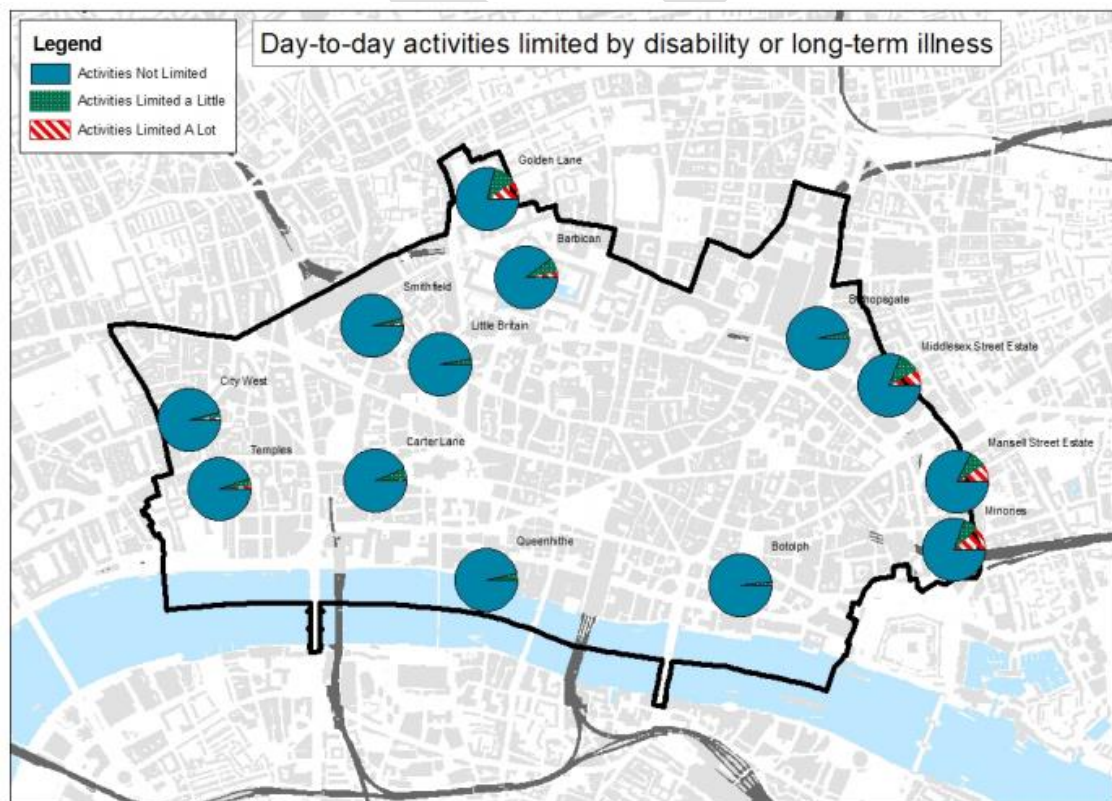 Legend
Activities Not Limited
Activities Limited a Little
Activities Limited A Lot
Day-to-day activities limited by disability or long-term illness
Golden Lane
Barbican
Smithfield
Little Britain
Bishopsgate
Middlesex Street Estate
City West
Temples
Carter Lane
Mansell Street Estate
Minories
Queenhithe
Botolph